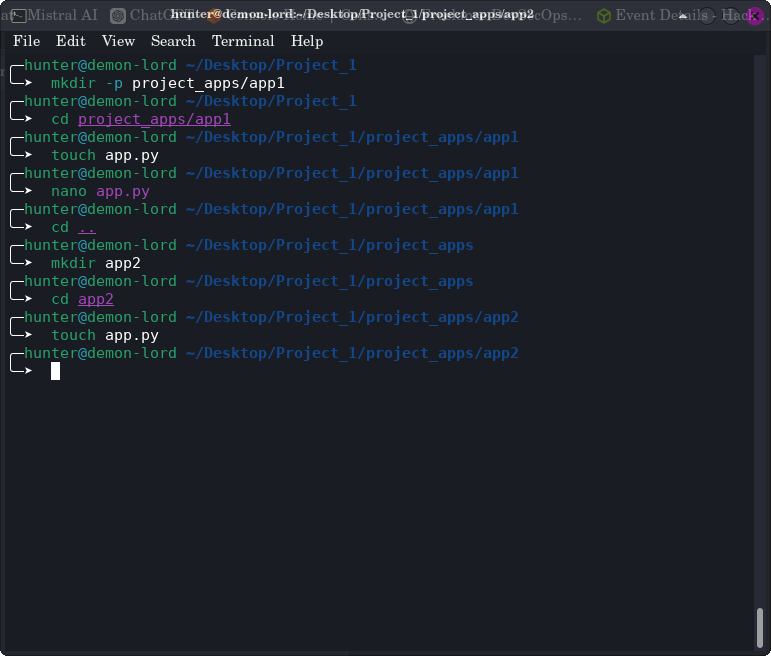 Mistral AI ChatG hunter@demon-lord:~/Desktop/Project_1/project_apps/app2 cOps... Event Details - Hack
File Edit View Search Terminal Help
hunter@demon-lord ~/Desktop/Project_1
mkdir -p project_apps/app1
hunter@demon-lord ~/Desktop/Project_1
cd project_apps/app1
hunter@demon-lord ~/Desktop/Project_1/project_apps/app1
touch app.py
hunter@demon-lord ~/Desktop/Project_1/project_apps/app1
nano app.py
hunter@demon-lord ~/Desktop/Project_1/project_apps/app1
cd ..
hunter@demon-lord ~/Desktop/Project_1/project_apps
mkdir app2
hunter@demon-lord ~/Desktop/Project_1/project_apps
cd app2
hunter@demon-lord ~/Desktop/Project_1/project_apps/app2
touch app.py
hunter@demon-lord ~/Desktop/Project_1/project_apps/app2